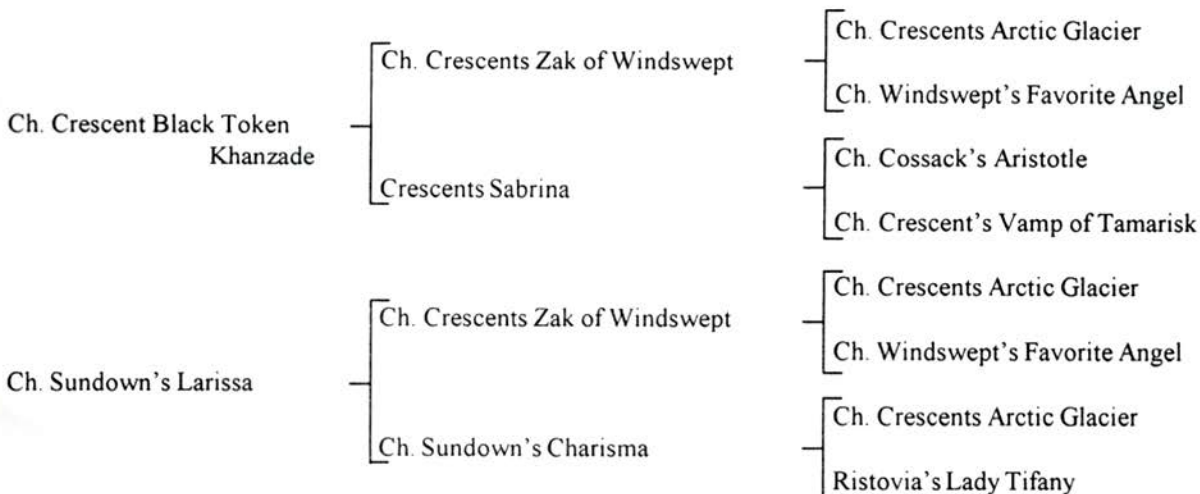 Ch. Crescents Arctic Glacier
Ch. Crescents Zak of Windswept
Ch. Windswept's Favorite Angel
Ch. Crescent Black Token
Khanzade
Ch. Cossack's Aristotle
Crescents Sabrina
Ch. Crescent's Vamp of Tamarisk
Ch. Crescents Arctic Glacier
Ch. Crescents Zak of Windswept
Ch. Windswept's Favorite Angel
Ch. Sundown's Larissa
Ch. Crescents Arctic Glacier
Ch. Sundown's Charisma
Ristovia's Lady Tifany